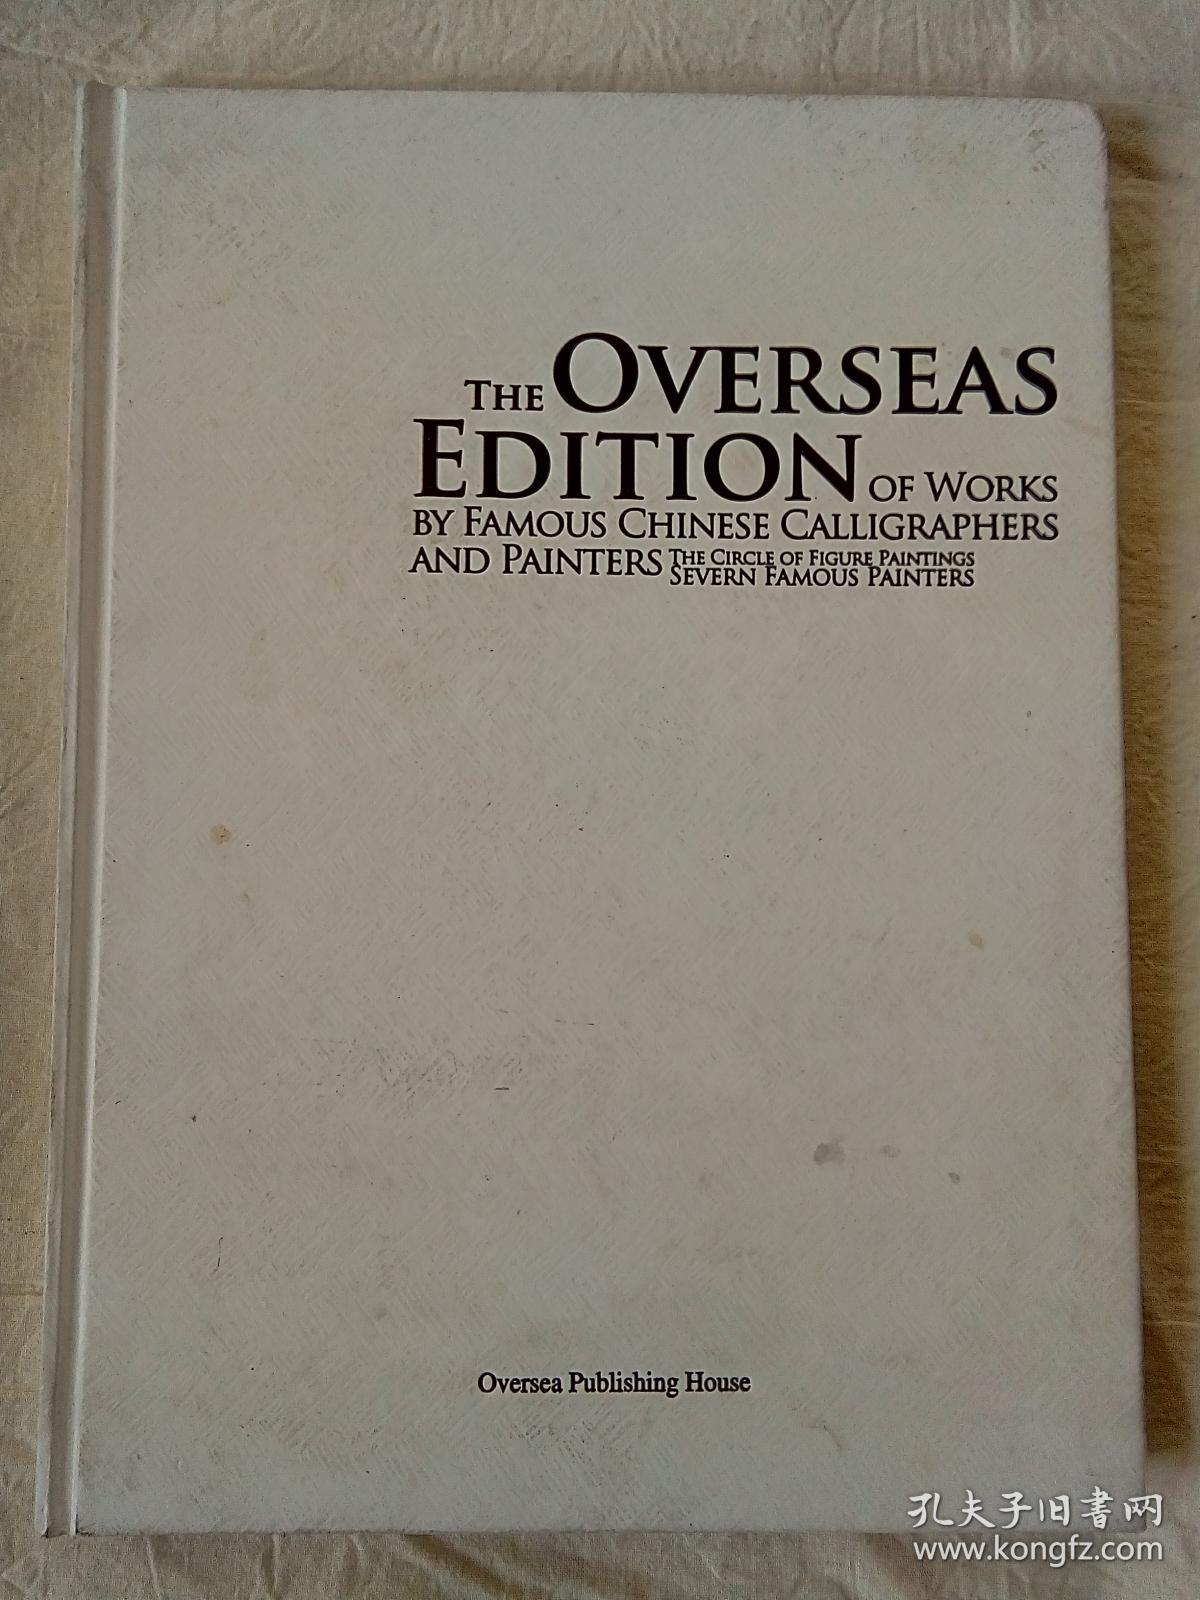 THE OVERSEAS
EDITION OF WORKS
BY FAMOUS CHINESE CALLIGRAPHERS
AND PAINTERS THE CIRCLE OF FIGURE PAINTINGS
SEVERN FAMOUS PAINTERS
Oversea Publishing House
孔夫子旧書网
www.kongfz.com